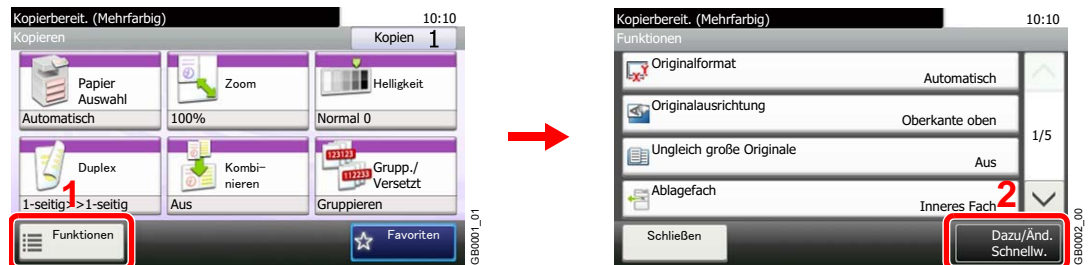 Kopierbereit. (Mehrfarbig)
10:10
Kopieren
Kopien 1
Papier
Auswahl
Automatisch
Zoom
100%
Helligkeit
Normal 0
Duplex
1-seitig>>1-seitig
Kombi-
nieren
Aus
123123
112233
Grupp./
Versetzt
Gruppieren
1
Funktionen
Favoriten
GB0001_01
Kopierbereit. (Mehrfarbig)
10:10
Funktionen
Originalformat
Automatisch
Originalausrichtung
Oberkante oben
1/5
Ungleich große Originale
Aus
Ablagefach
Inneres Fach
2
Schließen
Dazu/Änd.
Schnellw.
GB0002_00